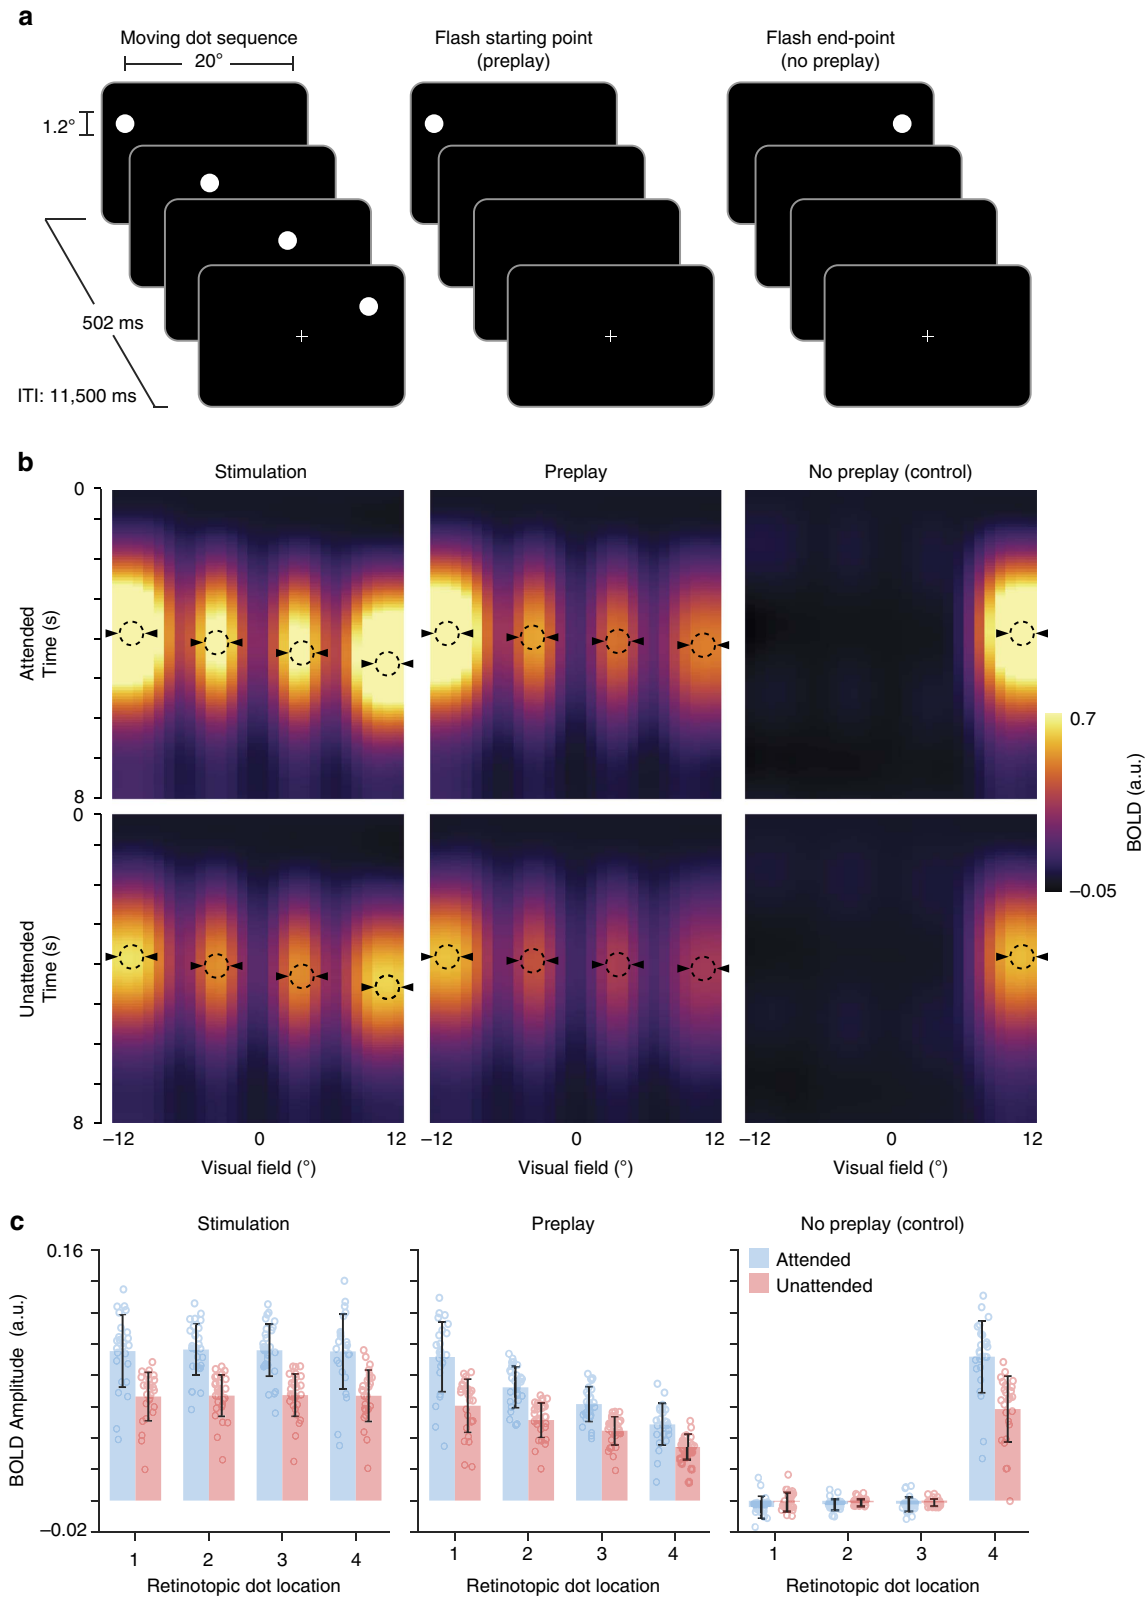 a
Moving dot sequence
20°
Flash starting point
(preplay)
Flash end-point
(no preplay)
1.2°
502 ms
ITI: 11,500 ms
b
Stimulation
Preplay
No preplay (control)
0
Attended
Time (s)
8
0
Unattended
Time (s)
8
0.7
BOLD (a.u.)
–0.05
–12
0
12
–12
0
12
–12
0
12
Visual field (°)
Visual field (°)
Visual field (°)
c
Stimulation
Preplay
No preplay (control)
0.16
Attended
Unattended
BOLD Amplitude (a.u.)
–0.02
1
2
3
4
1
2
3
4
1
2
3
4
Retinotopic dot location
Retinotopic dot location
Retinotopic dot location